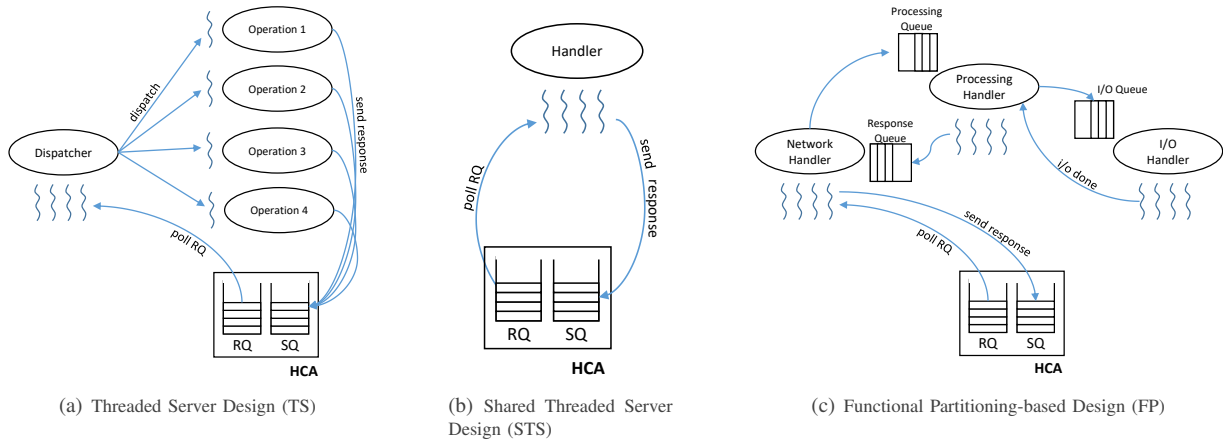 Operation 1
Operation 2
Operation 3
Operation 4
Dispatcher
dispatch
send response
poll RQ
RQ
SQ
HCA
(a) Threaded Server Design (TS)
Handler
poll RQ
send response
RQ
SQ
HCA
(b) Shared Threaded Server
Design (STS)
Processing
Queue
Processing
Handler
I/O Queue
Response
Queue
Network
Handler
I/O
Handler
i/o done
send response
poll RQ
RQ
SQ
HCA
(c) Functional Partitioning-based Design (FP)